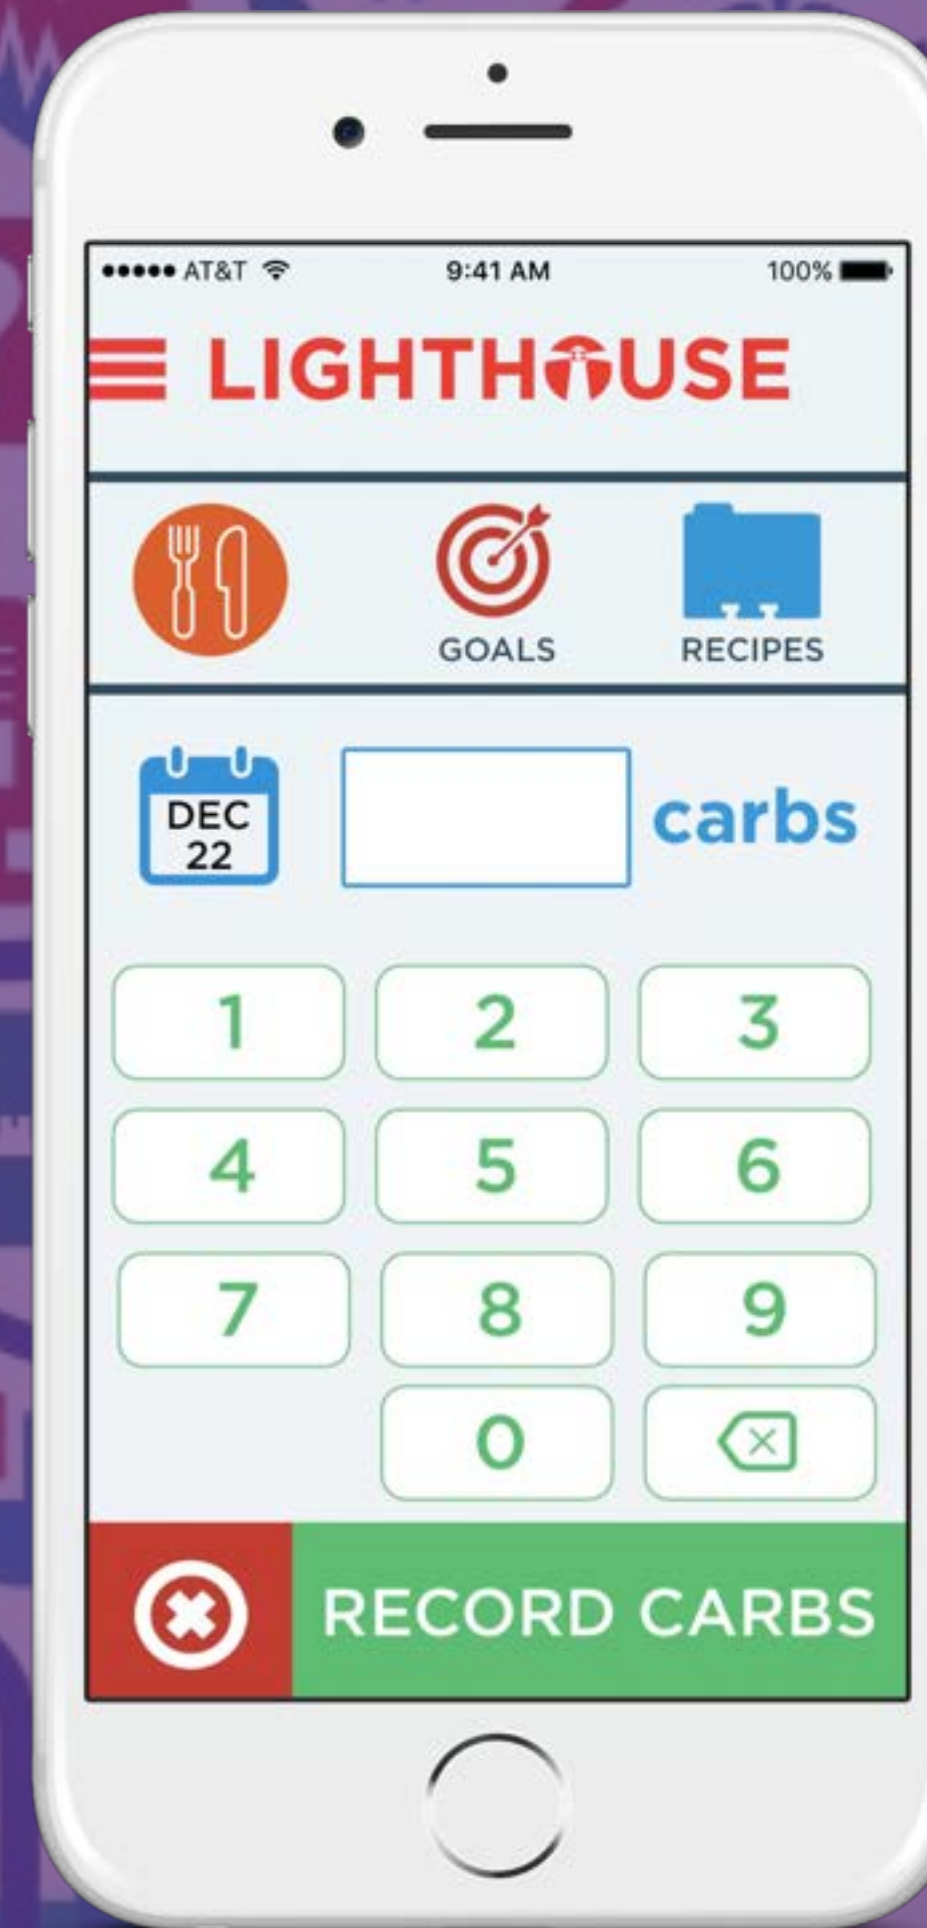 AT&T 9:41 AM 100%
LIGHTHOUSE
GOALS RECIPES
DEC
22
carbs
1 2 3
4 5 6
7 8 9
0
RECORD CARBS